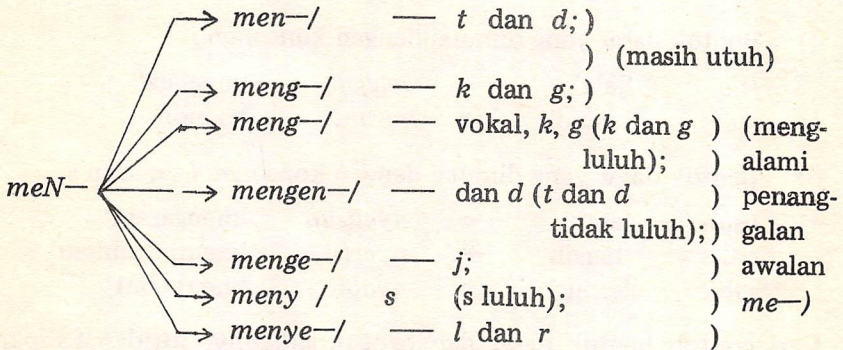 men—/ — t dan d; )
) (masih utuh)
meng—/ — k dan g; )
meng—/ — vokal, k, g (k dan g ) (meng-
luluh); ) alami
meN— mengen—/ — dan d (t dan d ) penang-
tidak luluh); ) galan
menge—/ — j; ) awalan
meny / s (s luluh); ) me—)
menye—/ — l dan r )